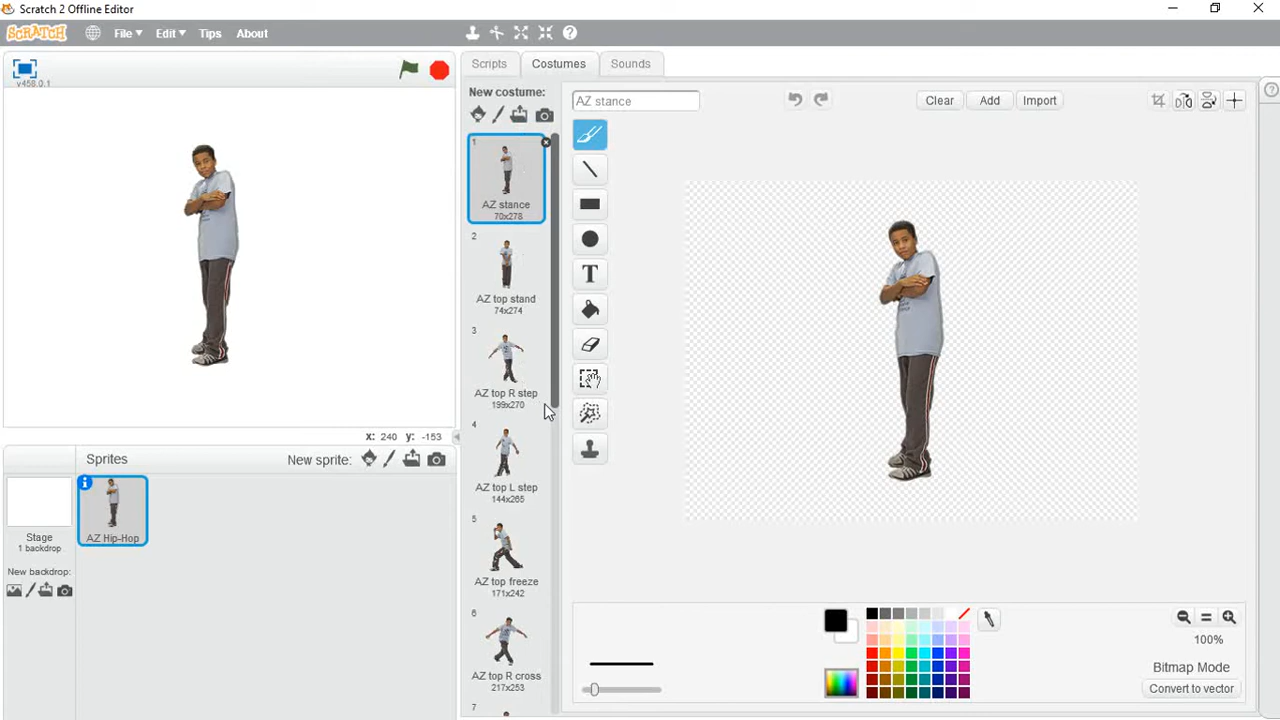 Scratch 2 Offline Editor
SCRATCH File Edit Tips About
v458.0.1
Scripts Costumes Sounds
New costume:
AZ stance
Clear Add Import
1
AZ stance
70x278
2
AZ top stand
74x274
3
AZ top R step
199x270
4
AZ top L step
144x265
5
AZ top freeze
171x242
6
AZ top R cross
217x253
7
T
x: 240 y: -153
Sprites New sprite:
Stage
1 backdrop
New backdrop:
AZ Hip-Hop
100%
Bitmap Mode
Convert to vector